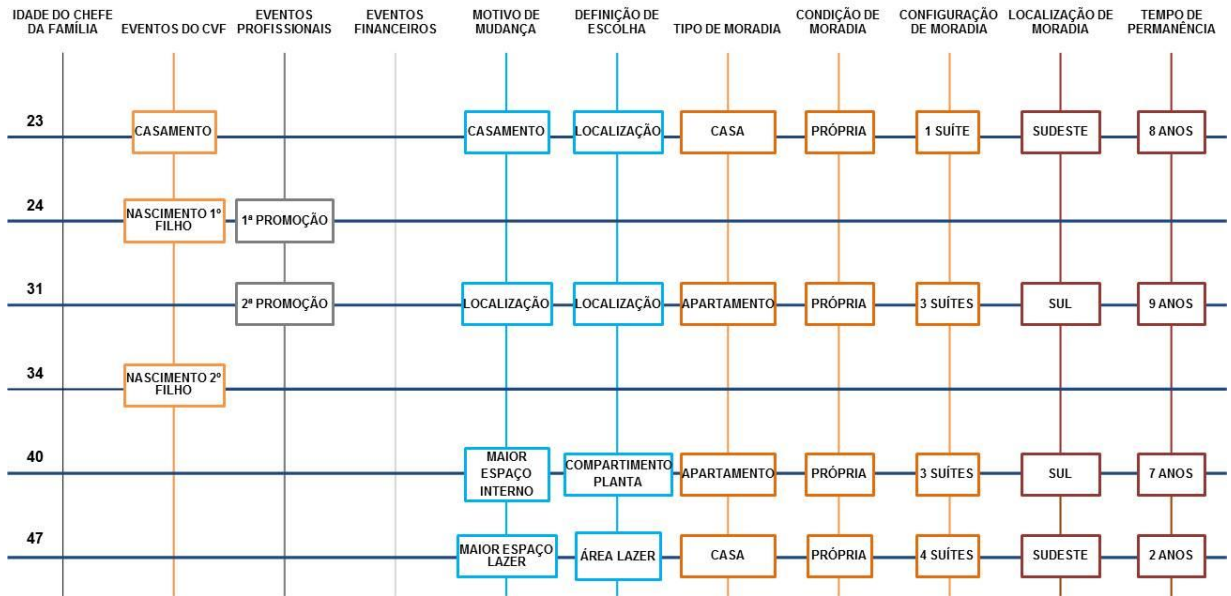 IDADE DO CHEFE
DA FAMÍLIA
EVENTOS DO CVF
EVENTOS
PROFISSIONAIS
EVENTOS
FINANCEIROS
MOTIVO DE
MUDANÇA
DEFINIÇÃO DE
ESCOLHA
TIPO DE MORADIA
CONDIÇÃO DE
MORADIA
CONFIGURAÇÃO
DE MORADIA
LOCALIZAÇÃO DE
MORADIA
TEMPO DE
PERMANÊNCIA
23
CASAMENTO
CASAMENTO
LOCALIZAÇÃO
CASA
PRÓPRIA
1 SUÍTE
SUDESTE
8 ANOS
24
NASCIMENTO 1º
FILHO
1ª PROMOÇÃO
31
2ª PROMOÇÃO
LOCALIZAÇÃO
LOCALIZAÇÃO
APARTAMENTO
PRÓPRIA
3 SUÍTES
SUL
9 ANOS
34
NASCIMENTO 2º
FILHO
40
MAIOR
ESPAÇO
INTERNO
COMPARTIMENTO
PLANTA
APARTAMENTO
PRÓPRIA
3 SUÍTES
SUL
7 ANOS
47
MAIOR ESPAÇO
LAZER
ÁREA LAZER
CASA
PRÓPRIA
4 SUÍTES
SUDESTE
2 ANOS